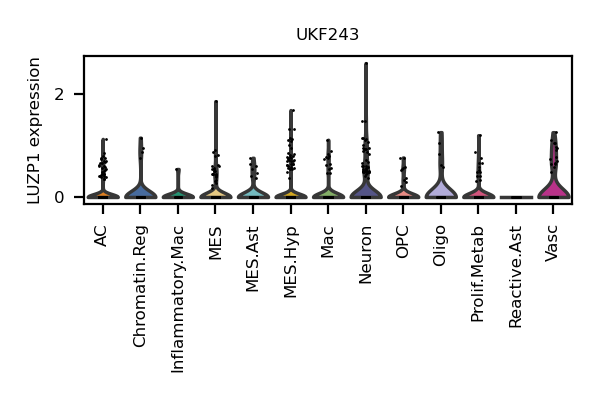 UKF243
LUZP1 expression
2
0
AC
Chromatin.Reg
Inflammatory.Mac
MES
MES.Ast
MES.Hyp
Mac
Neuron
OPC
Oligo
Prolif.Metab
Reactive.Ast
Vasc